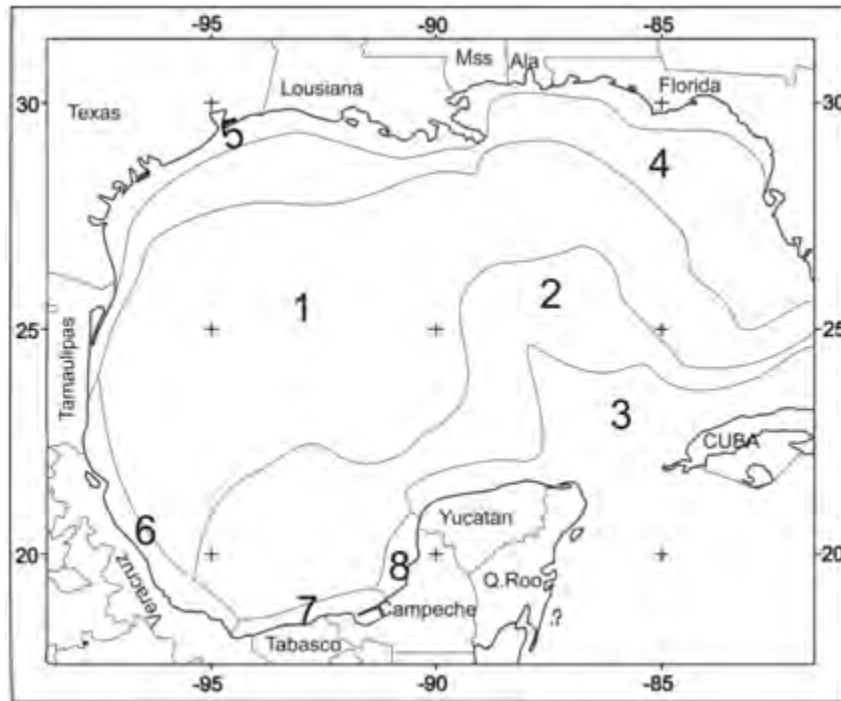 -95 -90 -85
Mss Ala
Lousiana Florida
30 Texas 30
5
4
1 2
25 25
Tamaulipas
3
CUBA
6 Yucatan
20 8 20
Veracruz Q.Roo
7 Campeche .?
Tabasco
-95 -90 -85